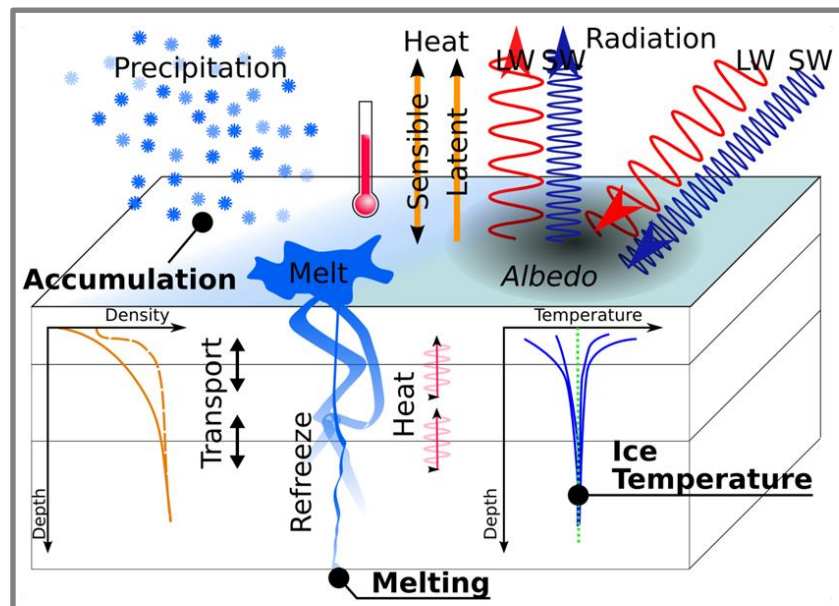 Precipitation
Heat
Radiation
LW SW
LW SW
Sensible
Latent
Accumulation
Melt
Albedo
Density
Depth
Transport
Refreeze
Heat
Temperature
Depth
Ice
Temperature
Melting